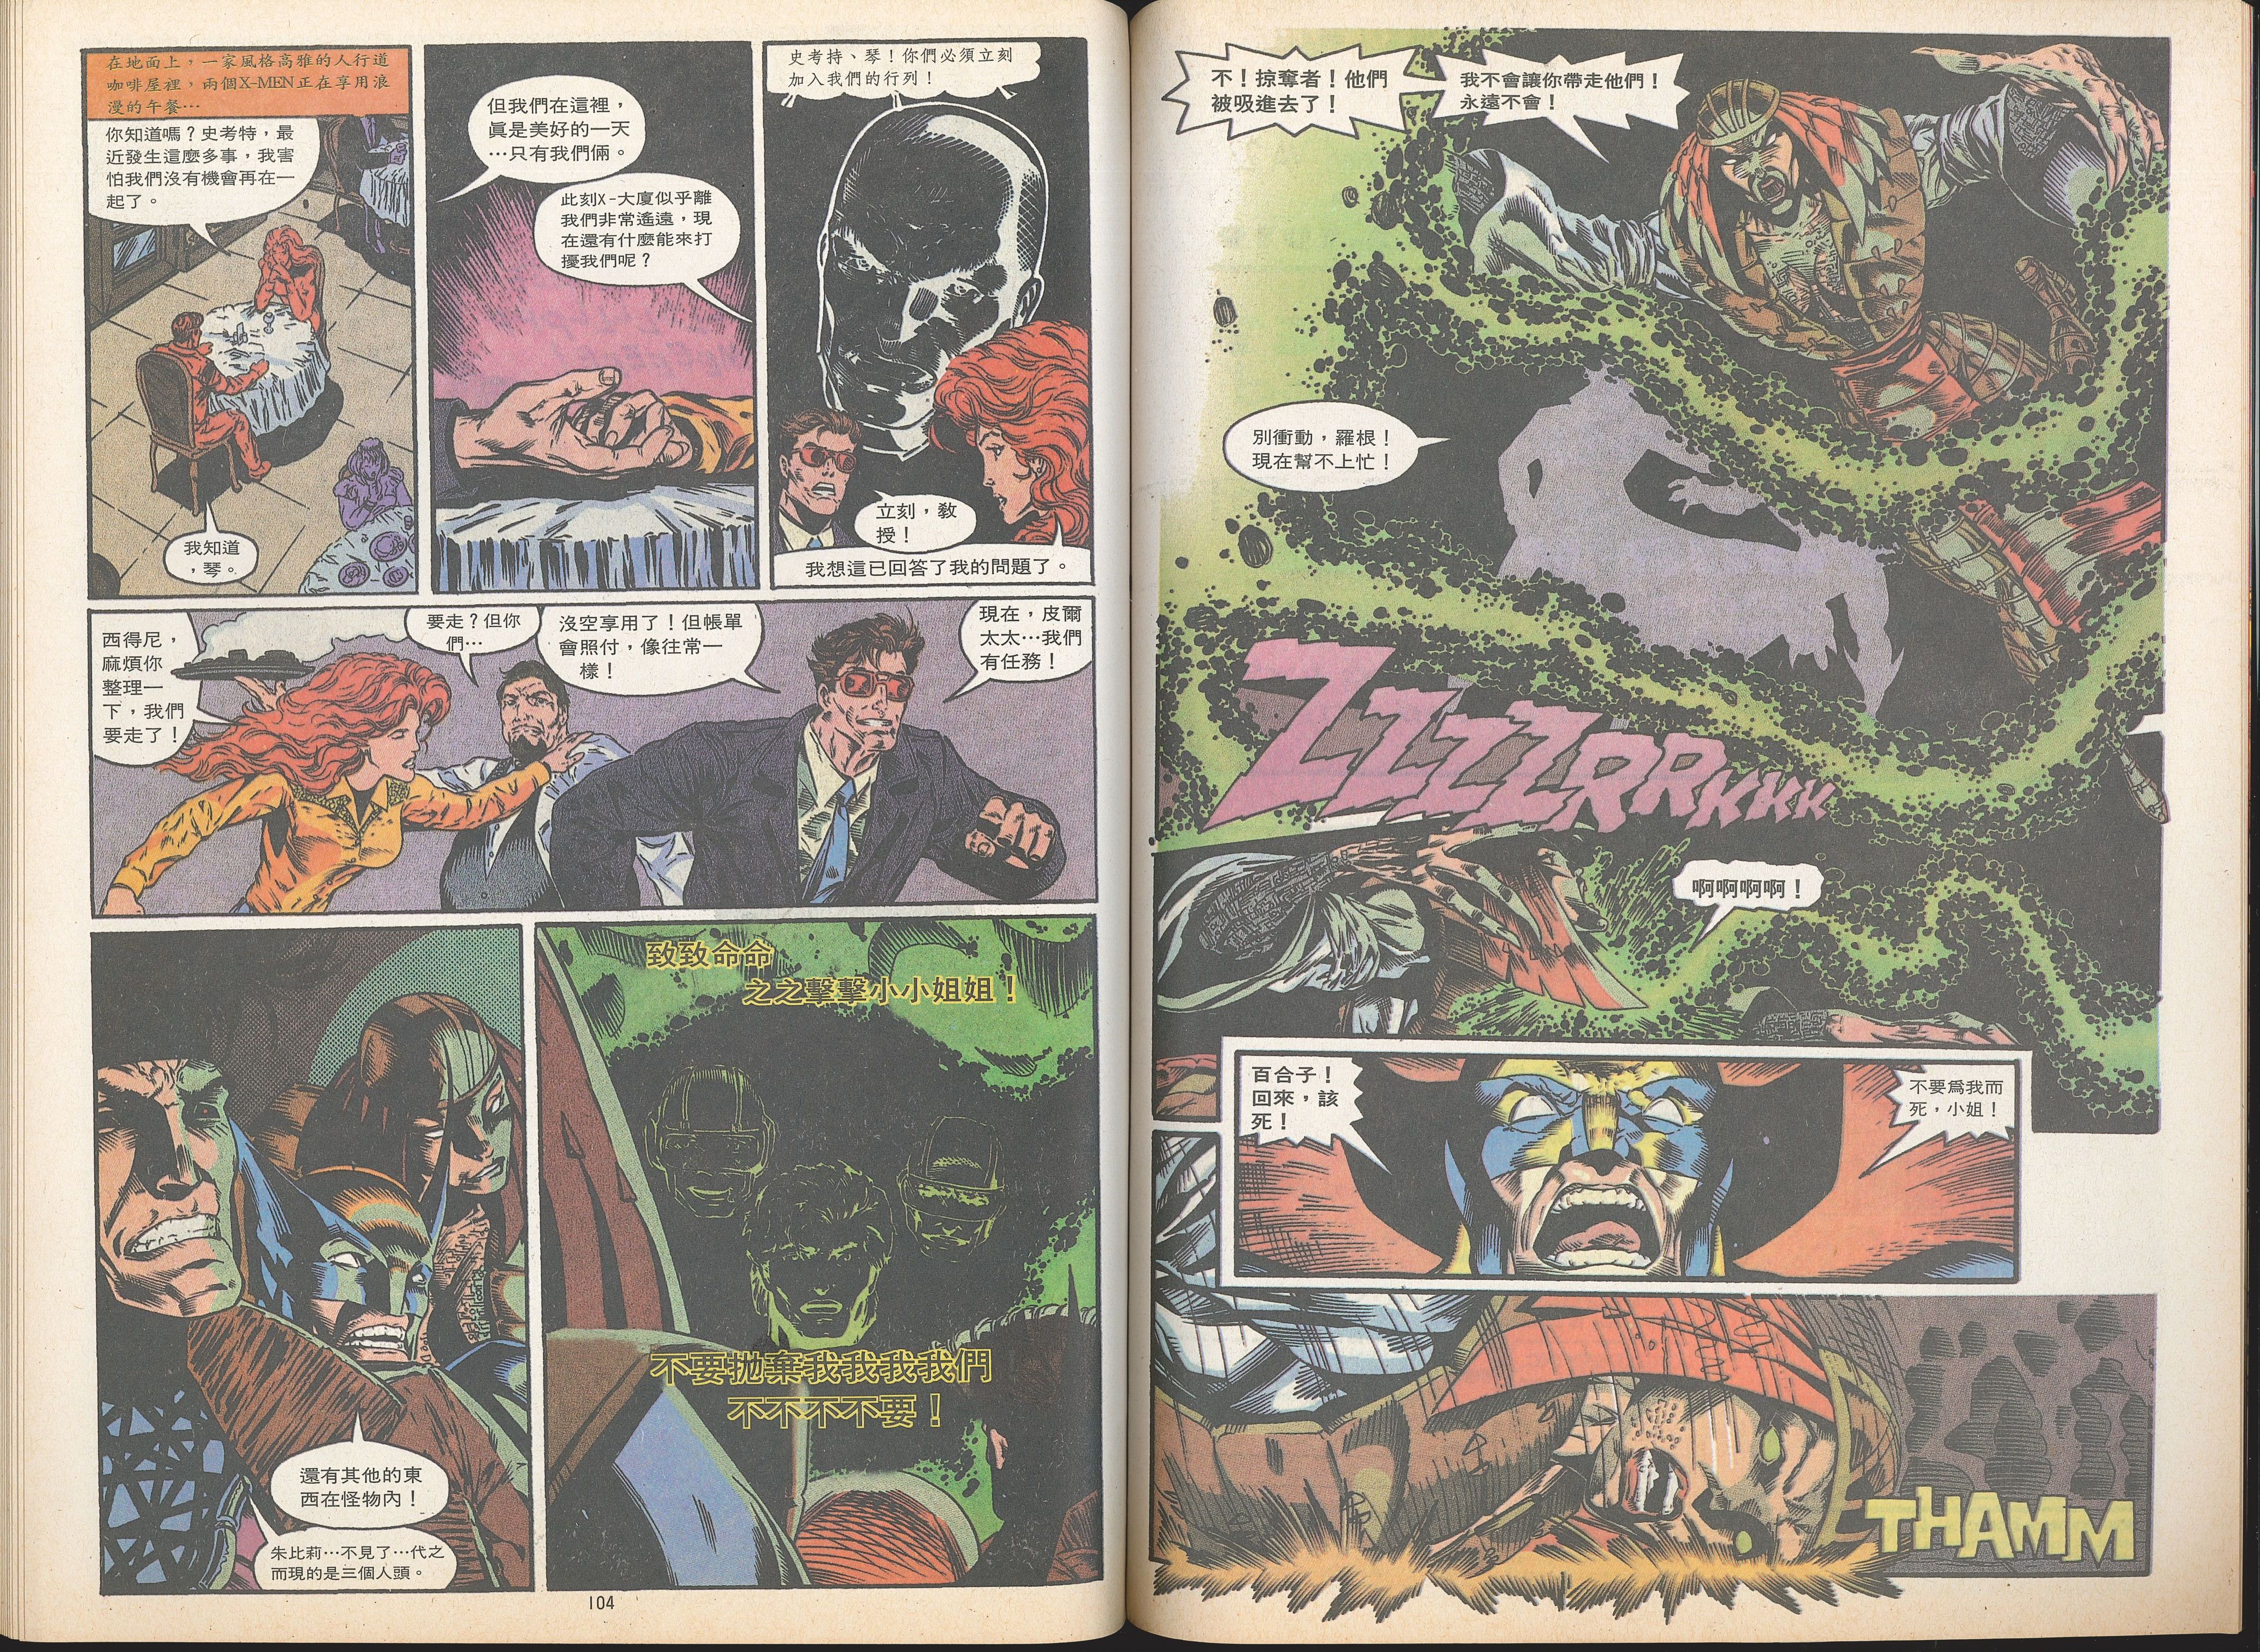 在地面上，一家風格高雅的人行道
咖啡屋裡，兩個X-MEN正在享用浪
漫的午餐…
你知道嗎？史考特，最
近發生這麼多事，我害
怕我們沒有機會再在一
起了。
我知道
，琴。
但我們在這裡，
眞是美好的一天
…只有我們倆。
此刻X-大廈似乎離
我們非常遙遠，現
在還有什麼能來打
擾我們呢？
史考持、琴！你們必須立刻
加入我們的行列！
立刻，敎
授！
我想這已回答了我的問題了。
西得尼，
麻煩你
整理一
下，我們
要走了！
要走？但你
們…
沒空享用了！但帳單
會照付，像往常一
樣！
現在，皮爾
太太…我們
有任務！
還有其他的東
西在怪物內！
朱比莉…不見了…代之
而現的是三個人頭。
致致命命
之之擊擊小小姐姐！
不要拋棄我我我我們
不不不不要！
104
不！掠奪者！他們
被吸進去了！
我不會讓你帶走他們！
永遠不會！
別衝動，羅根！
現在幫不上忙！
ZZZZRRRKKKK
啊啊啊啊！
百合子！
回來，該
死！
不要爲我而
死，小姐！
THAMM